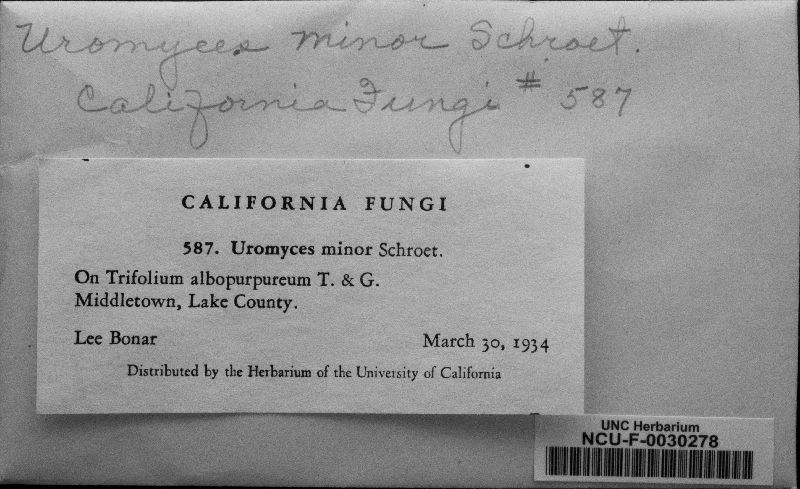 Uromyces minor Schroet.
California Fungi # 587
CALIFORNIA FUNGI
587. Uromyces minor Schroet.
On Trifolium albopurpureum T. & G.
Middletown, Lake County.
Lee Bonar March 30, 1934
Distributed by the Herbarium of the University of California
UNC Herbarium
NCU-F-0030278